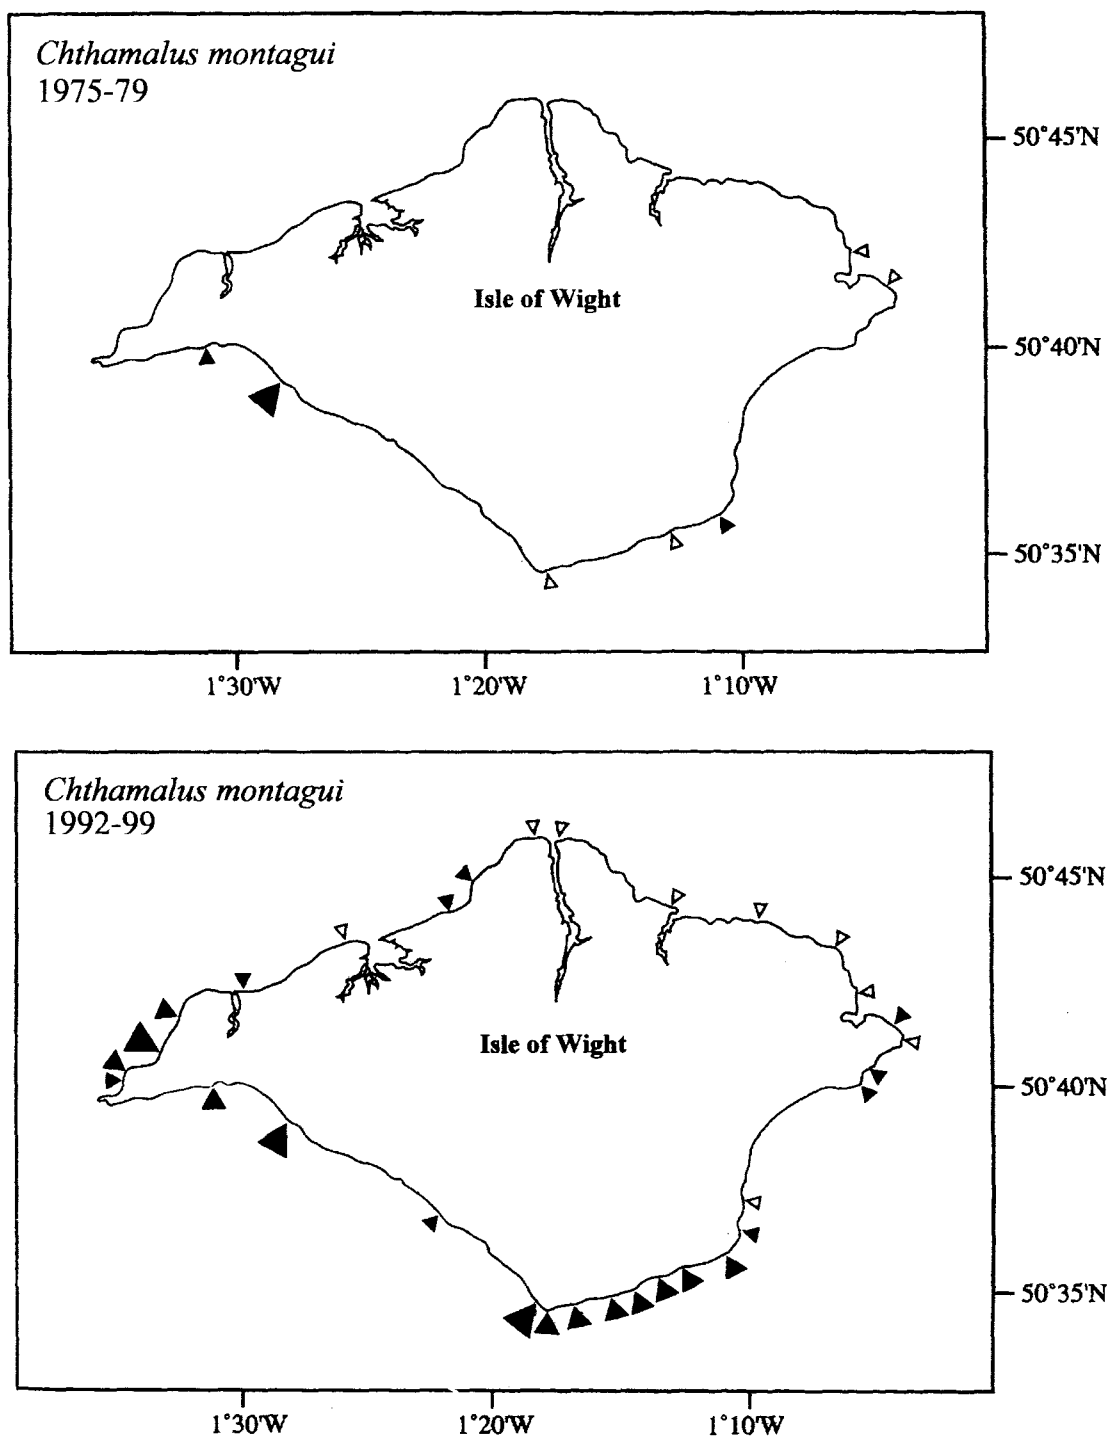 Chthamalus montagui
1975-79
50°45'N
Isle of Wight
50°40'N
50°35'N
1°30'W
1°20'W
1°10'W
Chthamalus montagui
1992-99
50°45'N
Isle of Wight
50°40'N
50°35'N
1°30'W
1°20'W
1°10'W